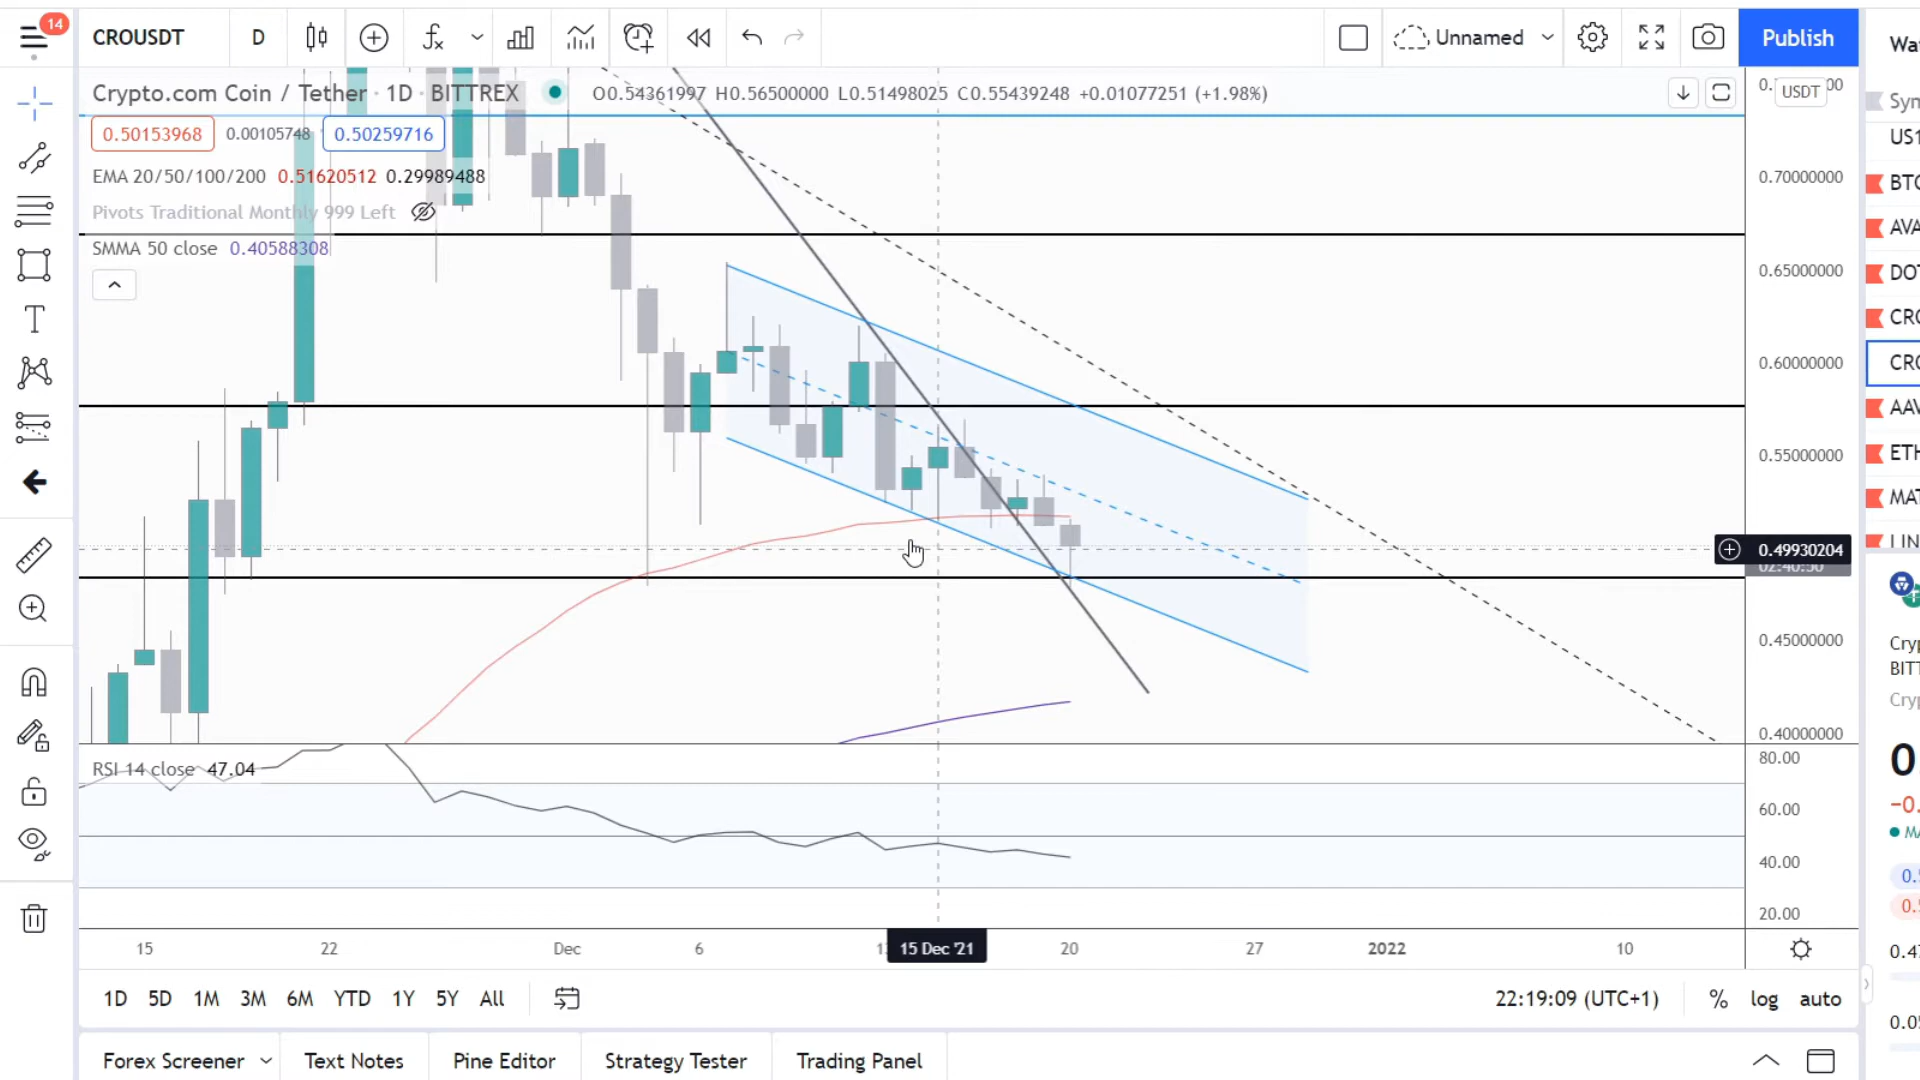 14
CROUSDT D Unnamed Publish
Crypto.com Coin / Tether · 1D · BITTREX O0.54361997 H0.56500000 L0.51498025 C0.55439248 +0.01077251 (+1.98%)
USDT
0.50153968 0.00105748 0.50259716
EMA 20/50/100/200 0.51620512 0.29989488
Pivots Traditional Monthly 999 Left
SMMA 50 close 0.40588308
0.70000000
0.65000000
0.60000000
0.55000000
0.49930204
0.45000000
0.40000000
RSI 14 close 47.04
80.00
60.00
40.00
20.00
15 22 Dec 6 15 Dec '21 20 27 2022 10
1D 5D 1M 3M 6M YTD 1Y 5Y All 22:19:09 (UTC+1) % log auto
Forex Screener Text Notes Pine Editor Strategy Tester Trading Panel